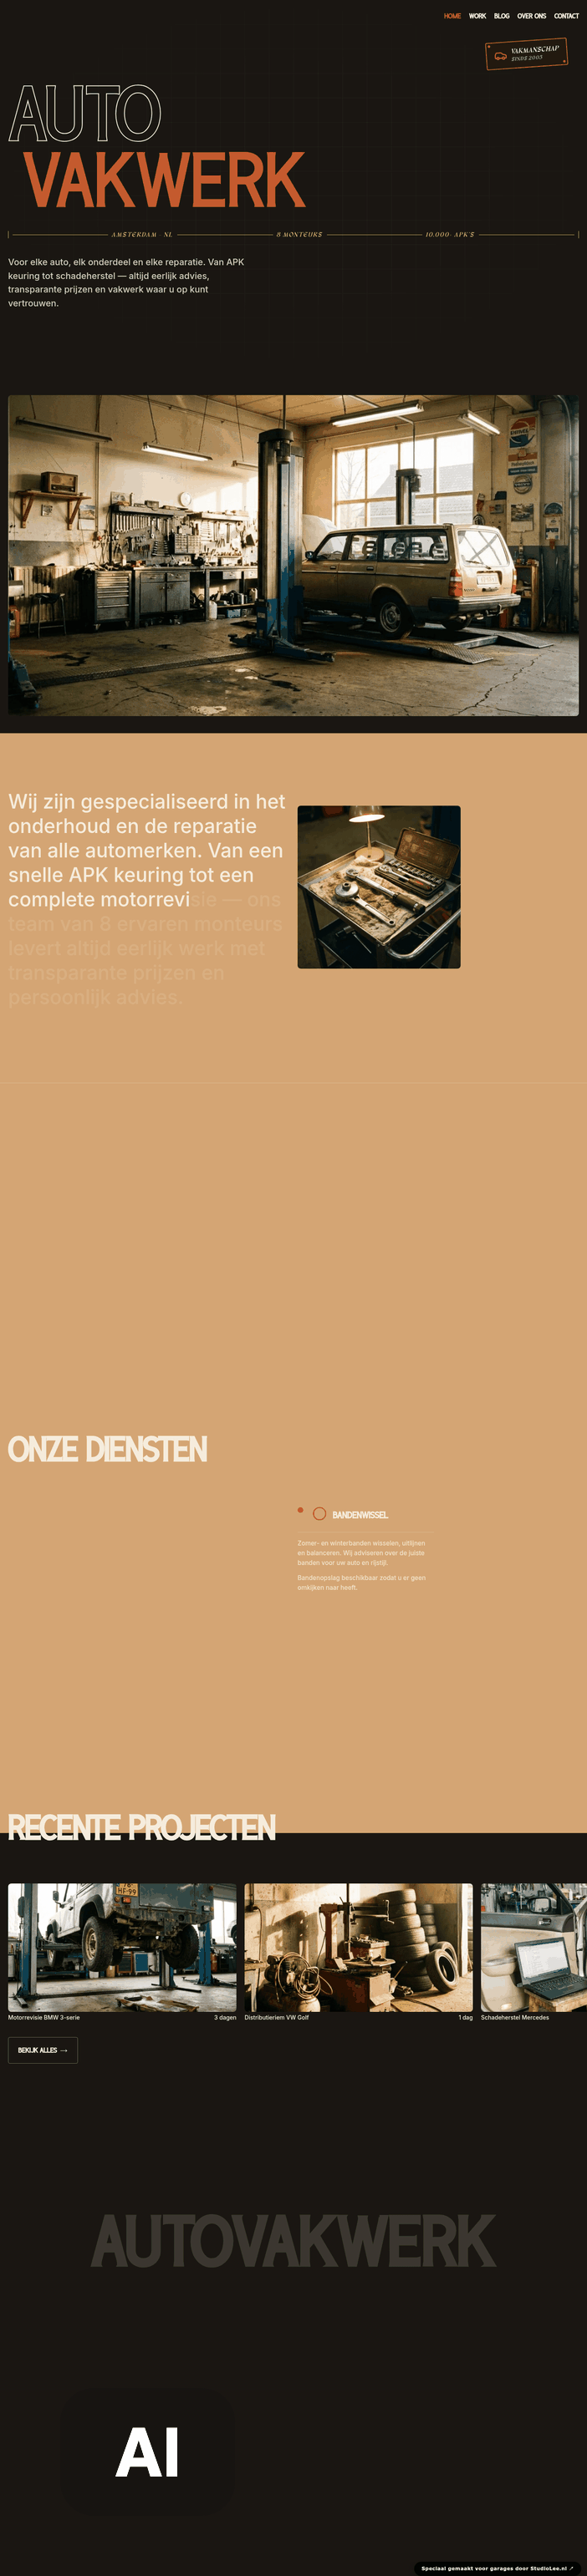 HOME WORK BLOG OVER ONS CONTACT
VAKMANSCHAP
SINDS 2005
AUTO
VAKWERK
AMSTERDAM · NL
8 MONTEURS
10.000+ APK'S
Voor elke auto, elk onderdeel en elke reparatie. Van APK
keuring tot schadeherstel — altijd eerlijk advies,
transparante prijzen en vakwerk waar u op kunt
vertrouwen.
Wij zijn gespecialiseerd in het
onderhoud en de reparatie
van alle automerken. Van een
snelle APK keuring tot een
complete motorrevisie — ons
team van 8 ervaren monteurs
levert altijd eerlijk werk met
transparante prijzen en
persoonlijk advies.
ONZE DIENSTEN
BANDENWISSEL
Zomer- en winterbanden wisselen, uitlijnen
en balanceren. Wij adviseren over de juiste
banden voor uw auto en rijstijl.
Bandenopslag beschikbaar zodat u er geen
omkijken naar heeft.
RECENTE PROJECTEN
Motorrevisie BMW 3-serie 3 dagen
Distributieriem VW Golf 1 dag
Schadeherstel Mercedes
BEKIJK ALLES →
AUTOVAKWERK
AI
Speciaal gemaakt voor garages door StudioLee.nl ↗